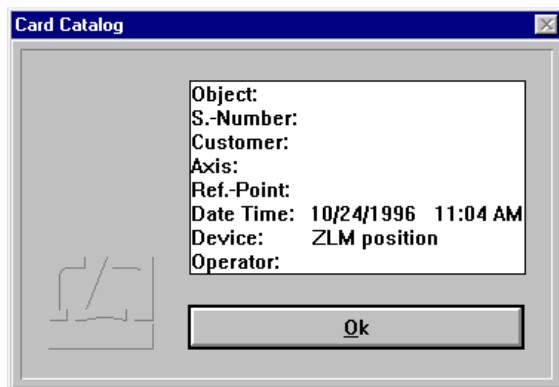 Card Catalog
Object:
S.-Number:
Customer:
Axis:
Ref.-Point:
Date Time: 10/24/1996 11:04 AM
Device: ZLM position
Operator:
Ok